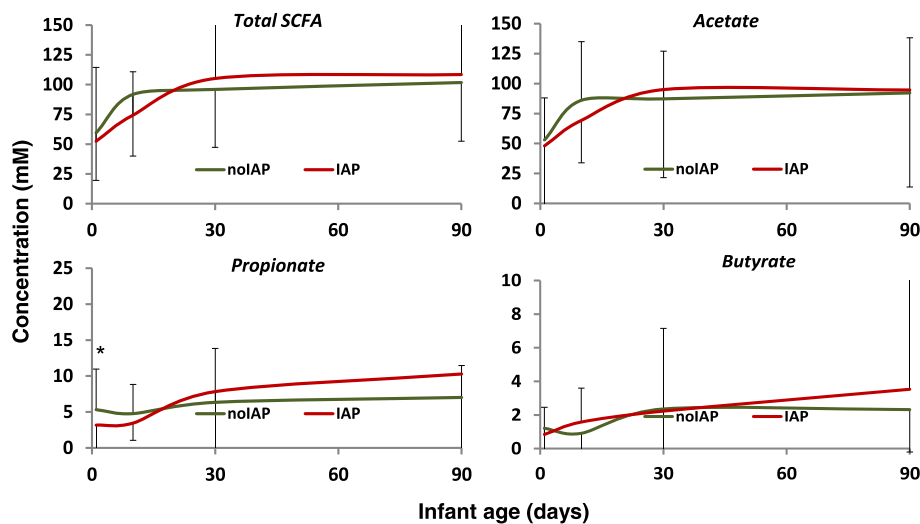 Total SCFA
150
125
100
75
50
25
0
noIAP IAP
0 30 60 90
Acetate
150
125
100
75
50
25
0
noIAP IAP
0 30 60 90
Concentration (mM)
Propionate
25
20
15
10
5
0
*
noIAP IAP
0 30 60 90
Butyrate
10
8
6
4
2
0
noIAP IAP
0 30 60 90
Infant age (days)